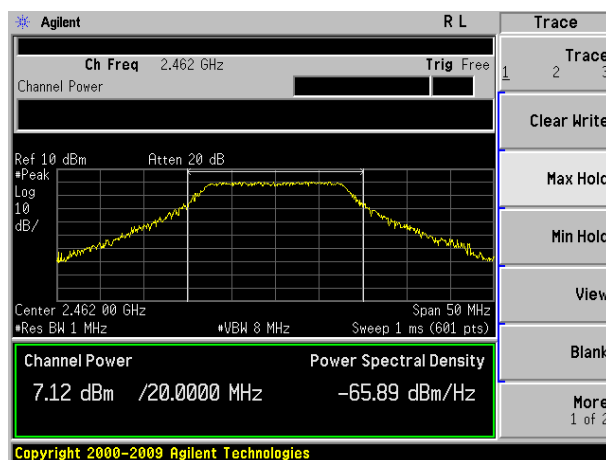 Agilent R L Trace
Ch Freq 2.462 GHz Trig Free
Channel Power
Trace
1 2 3
Clear Write
Max Hold
Min Hold
View
Blank
More
1 of 2
Ref 10 dBm Atten 20 dB
#Peak
Log
10
dB/
Center 2.462 00 GHz Span 50 MHz
#Res BW 1 MHz #VBW 8 MHz Sweep 1 ms (601 pts)
Channel Power Power Spectral Density
7.12 dBm /20.0000 MHz -65.89 dBm/Hz
Copyright 2000-2009 Agilent Technologies